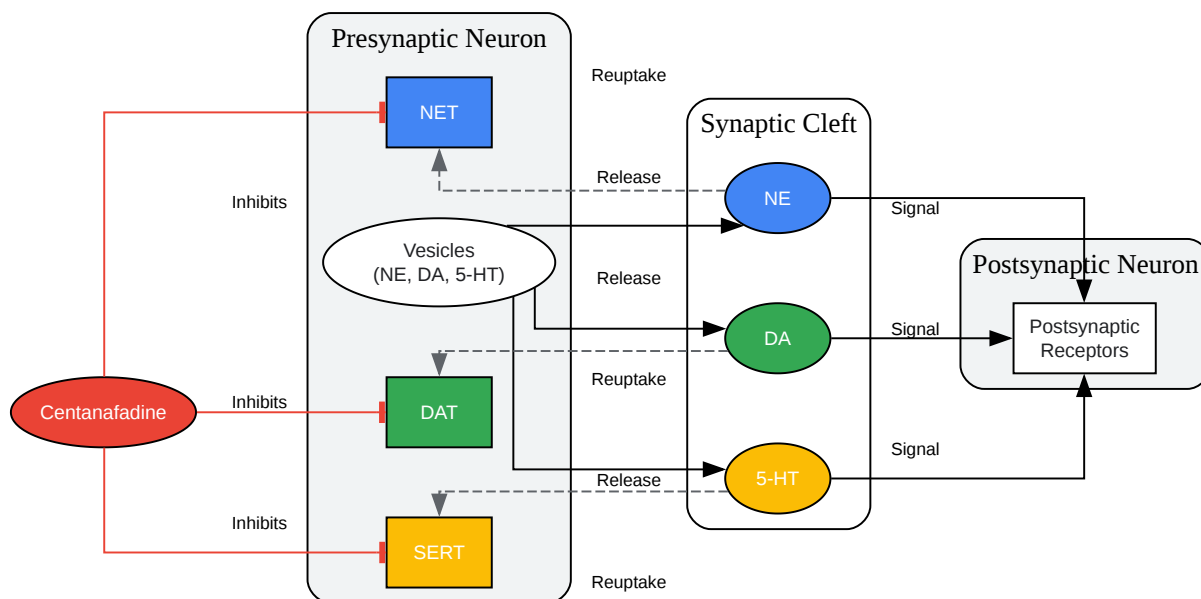 Presynaptic Neuron
Reuptake
NET
Synaptic Cleft
Release
NE
Inhibits
Signal
Vesicles
(NE, DA, 5-HT)
Postsynaptic Neuron
Release
DA
Signal
Postsynaptic
Receptors
Reuptake
Centanafadine
Inhibits
DAT
Signal
5-HT
Release
Inhibits
SERT
Reuptake